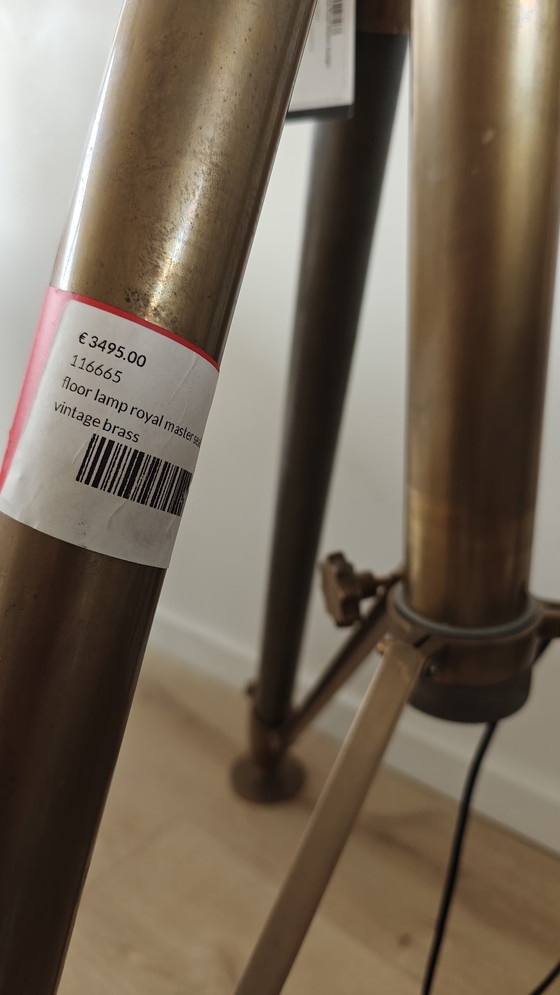 € 3495.00
116665
floor lamp royal master
vintage brass